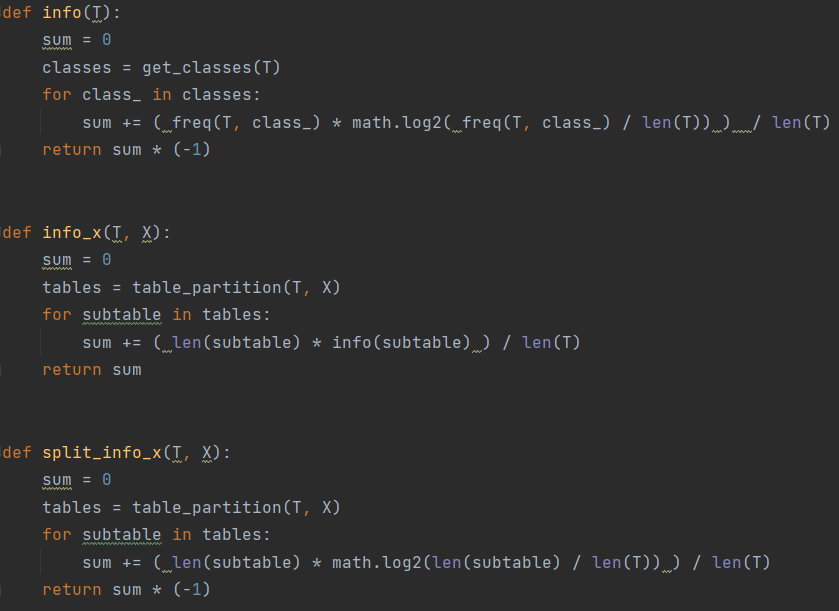 def info(T):
    sum = 0
    classes = get_classes(T)
    for class_ in classes:
        sum += ( freq(T, class_) * math.log2( freq(T, class_) / len(T)) )  / len(T)
    return sum * (-1)
def info_x(T, X):
    sum = 0
    tables = table_partition(T, X)
    for subtable in tables:
        sum += ( len(subtable) * info(subtable) ) / len(T)
    return sum
def split_info_x(T, X):
    sum = 0
    tables = table_partition(T, X)
    for subtable in tables:
        sum += ( len(subtable) * math.log2(len(subtable) / len(T)) ) / len(T)
    return sum * (-1)